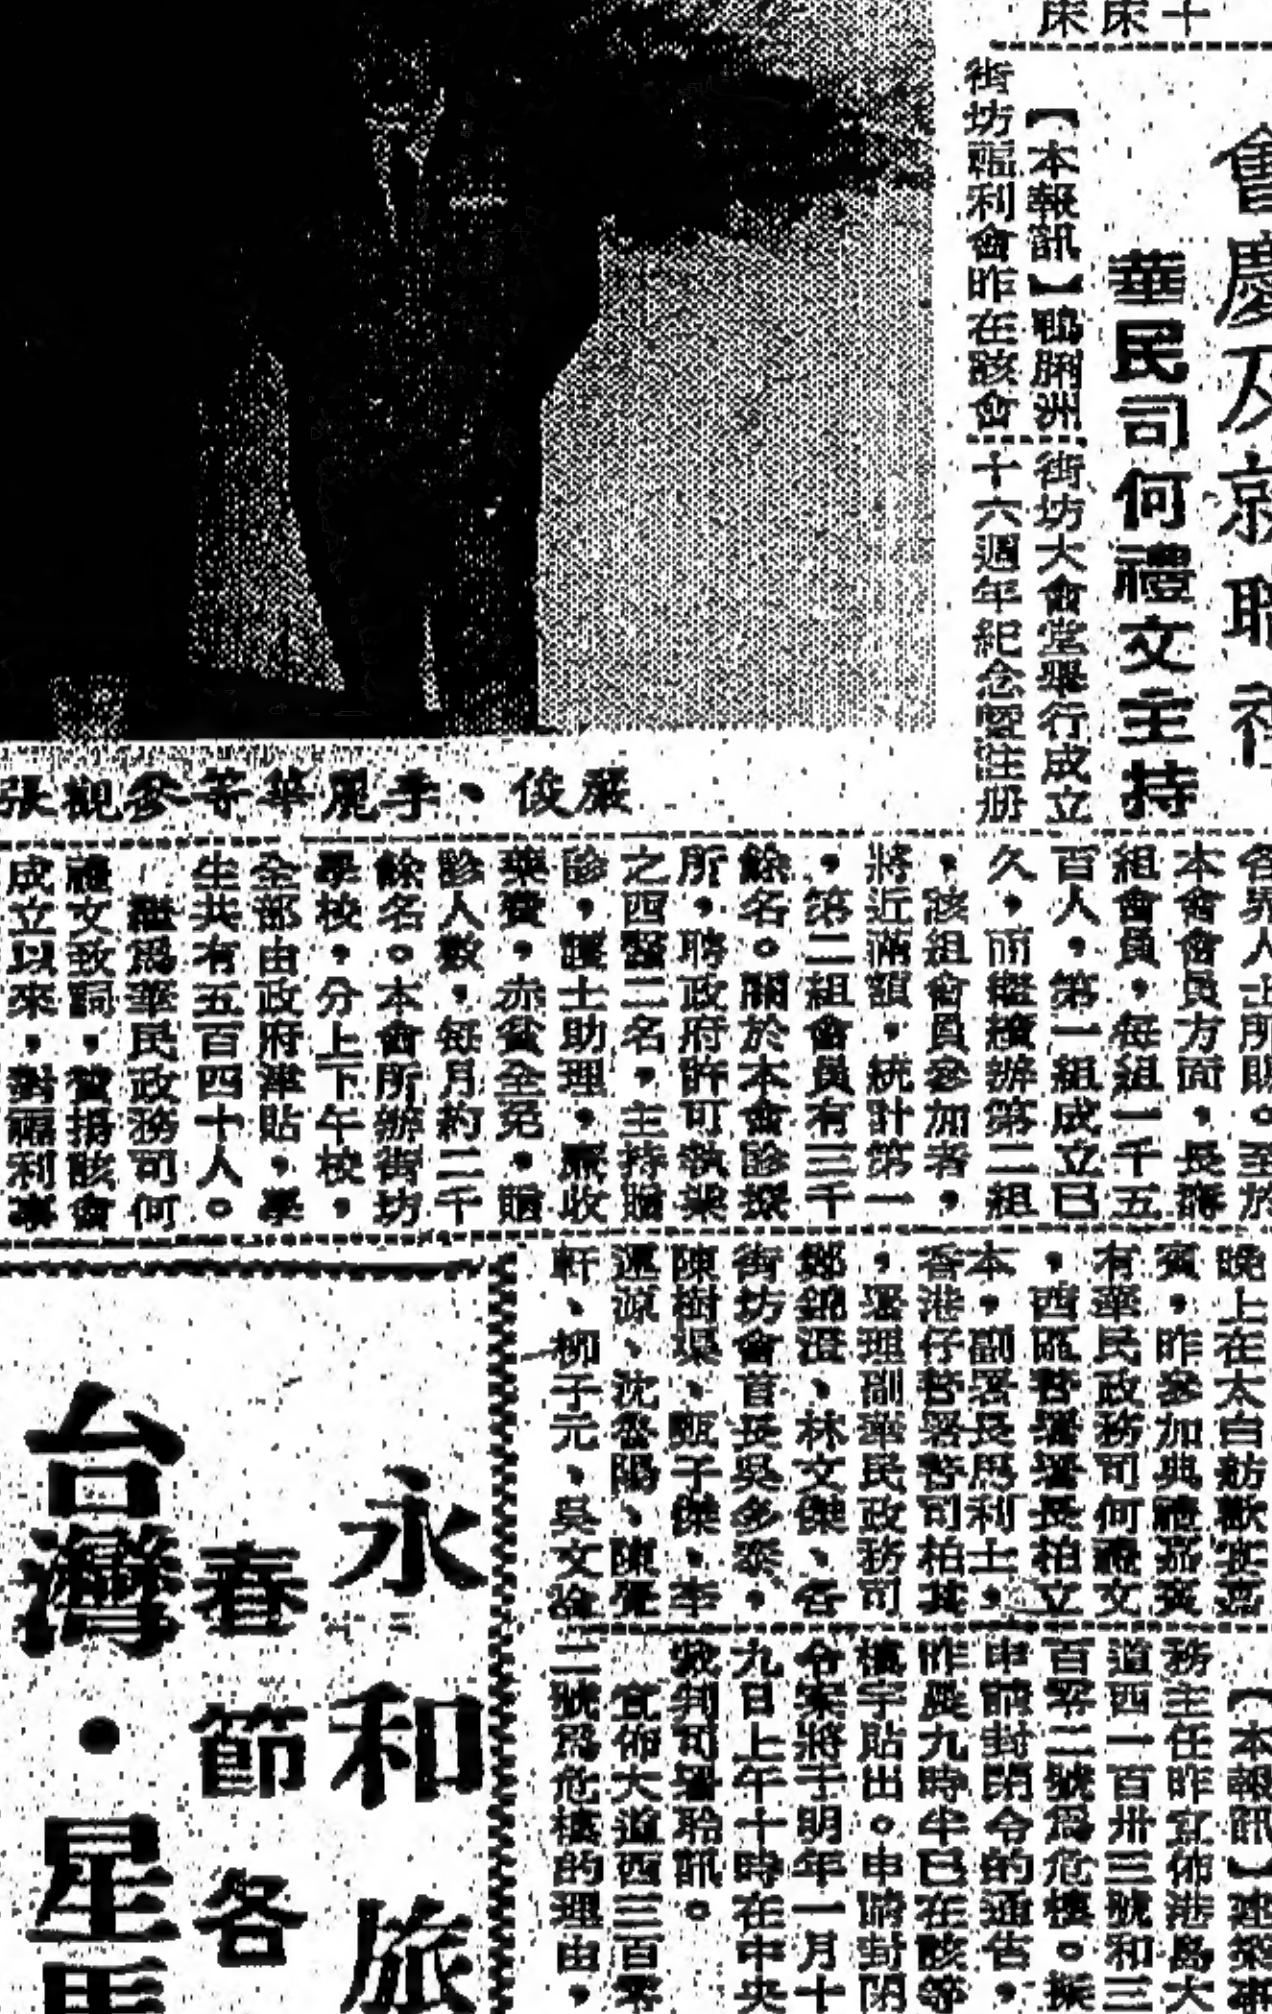 床床十
會慶及就職禮
華民司何禮文主持
【本報訊】鴨脷洲
街坊福利會昨在該會
街坊大會堂舉行成立
十六週年紀念暨註册
嚴俊、李麗華等參觀張
各界人士所賜。至於
本會會員方面，長
組會員，每組一千五
百人，第一組成立已
久，而繼續辦第二組
，該組會員參加者，
將近滿額，統計第一
，第二組會員有三千
餘名。關於本會診療
所，聘政府許可執業
之西醫二名，主持贈
診，護士助理，照收
藥費，赤貧全免，贈
診人數，每月約二千
餘名。本會所辦街坊
學校，分上下午校，
全部由政府津貼，學
生共有五百四十人。
繼爲華民政務司何
禮文致詞，贊揚該會
成立以來，對福利事
晚上在太白舫歡宴嘉
賓，昨參加典禮嘉賓
有華民政務司何禮文
，西區警署署長柏立
本，副署長馬利士，
香港仔警署警司柏其
，署理副華民政務司
鄭錦滔、林文傑、各
街坊會首長吳多泰，
陳樹垣、甄子傑、李
運源、沈 陽、陳
軒、柳子元、吳文
【本報訊】建築事
務主任昨宣佈港島大
道西一百卅三號和三
百零二號爲危樓。據
申請封閉令的通告，
昨晨九時半已在該等
樓宇貼出。申請封閉
令案將于明年一月十
九日上午十時在中央
裁判司署聆訊。
宣佈大道西三百零
二號爲危樓的理由，
永和旅
春節各
台灣·星馬